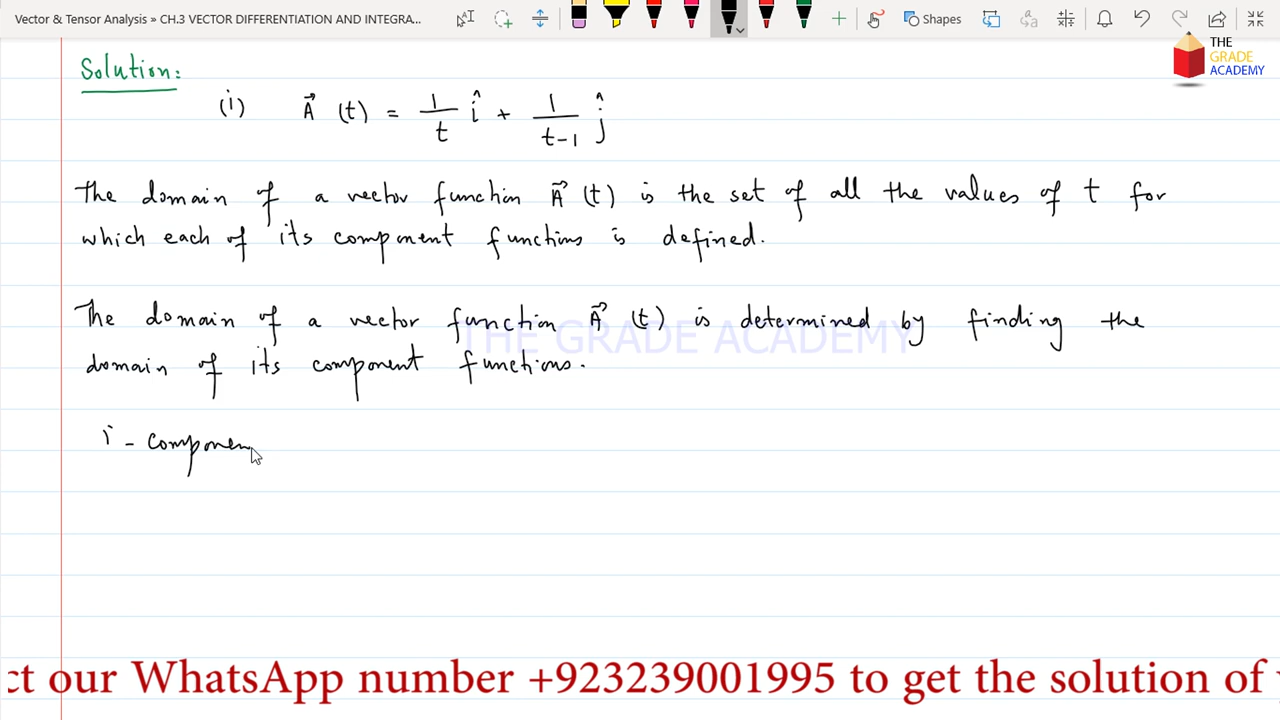 Vector & Tensor Analysis » CH.3 VECTOR DIFFERENTIATION AND INTEGRA...
Shapes
THE
GRADE
ACADEMY
Solution:
(i) A⃗ (t) = 1/t î + 1/t-1 ĵ
The domain of a vector function A⃗ (t) is the set of all the values of t for
which each of its component functions is defined.
The domain of a vector function A⃗ (t) is determined by finding the
THE GRADE ACADEMY
domain of its component functions.
i - componen
ct our WhatsApp number +923239001995 to get the solution of